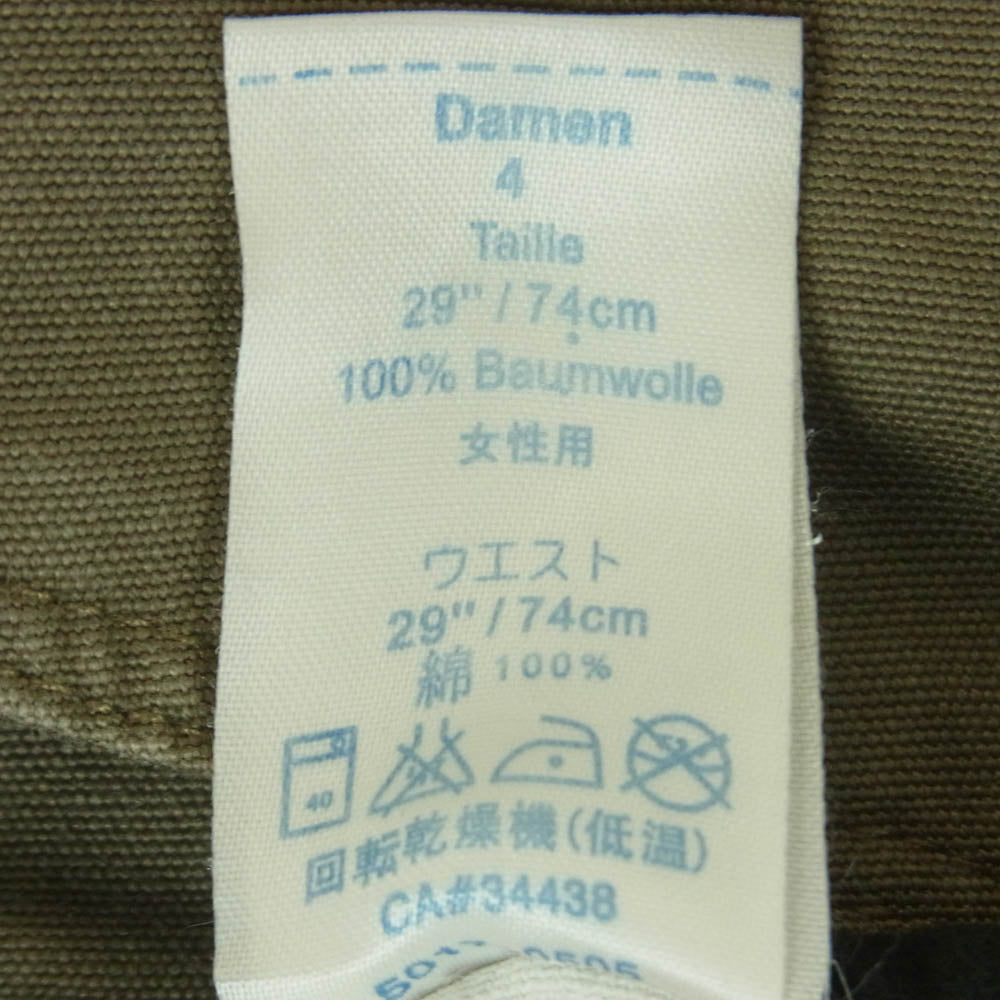 Damen
4
Taille
29" / 74cm
100% Baumwolle
女性用
ウエスト
29" / 74cm
綿 100%
40
回転乾燥機(低温)
CA#34438